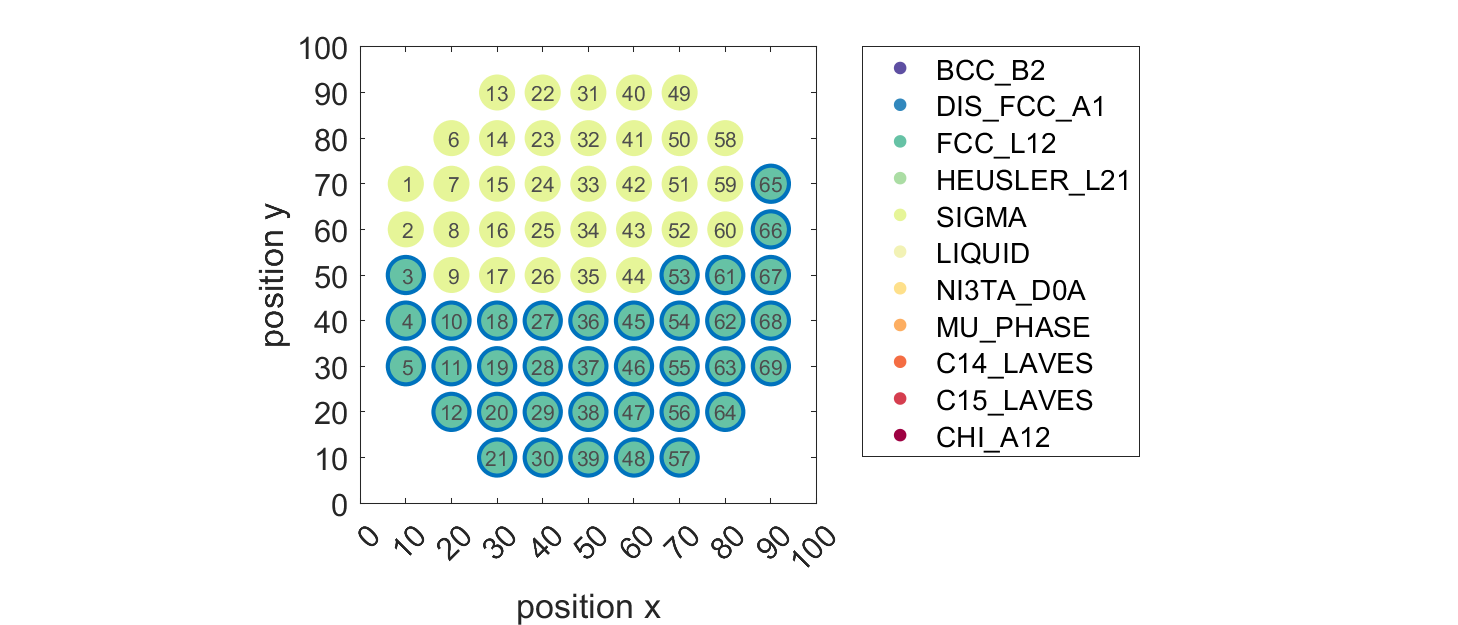 100
90 13 22 31 40 49
80 6 14 23 32 41 50 58
70 1 7 15 24 33 42 51 59 65
60 2 8 16 25 34 43 52 60 66
50 3 9 17 26 35 44 53 61 67
40 4 10 18 27 36 45 54 62 68
30 5 11 19 28 37 46 55 63 69
20 12 20 29 38 47 56 64
10 21 30 39 48 57
0
position y
0 10 20 30 40 50 60 70 80 90 100
position x
BCC_B2
DIS_FCC_A1
FCC_L12
HEUSLER_L21
SIGMA
LIQUID
NI3TA_D0A
MU_PHASE
C14_LAVES
C15_LAVES
CHI_A12